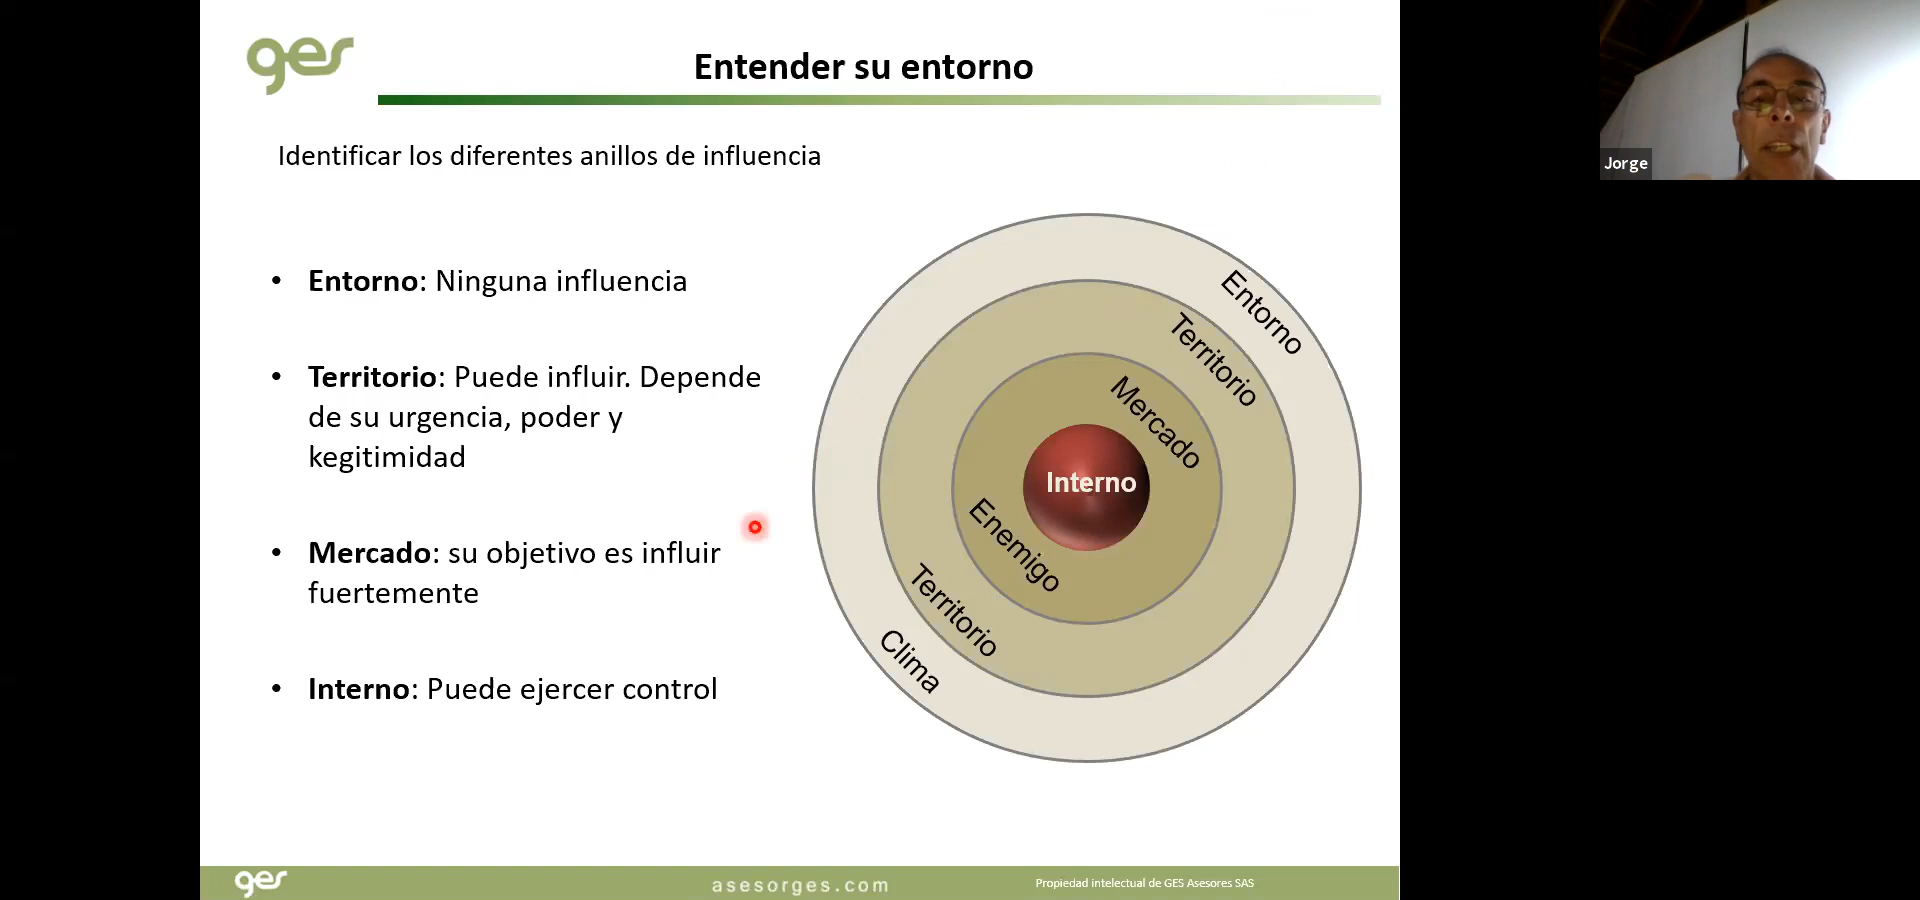 ges
Entender su entorno
Identificar los diferentes anillos de influencia
• Entorno: Ninguna influencia
• Territorio: Puede influir. Depende
de su urgencia, poder y
kegitimidad
• Mercado: su objetivo es influir
fuertemente
• Interno: Puede ejercer control
Entorno
Territorio
Mercado
Interno
Enemigo
Territorio
Clima
Jorge
ges
asesorges.com
Propiedad intelectual de GES Asesores SAS